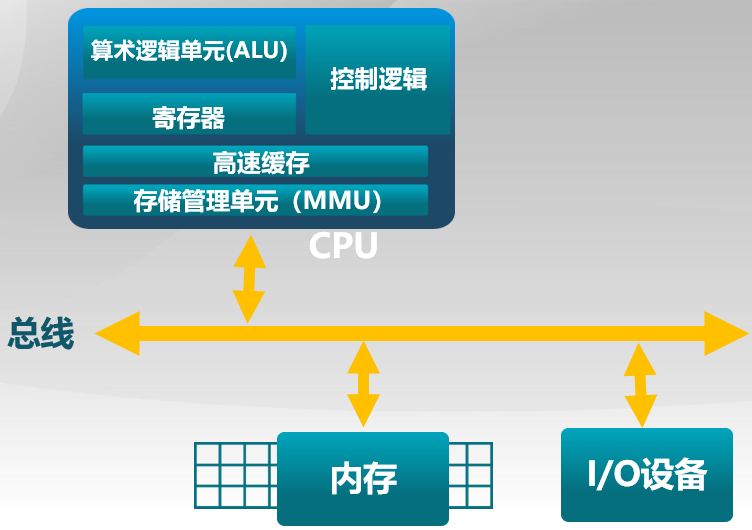 算术逻辑单元(ALU)
控制逻辑
寄存器
高速缓存
存储管理单元（MMU）
CPU
总线
内存
I/O设备